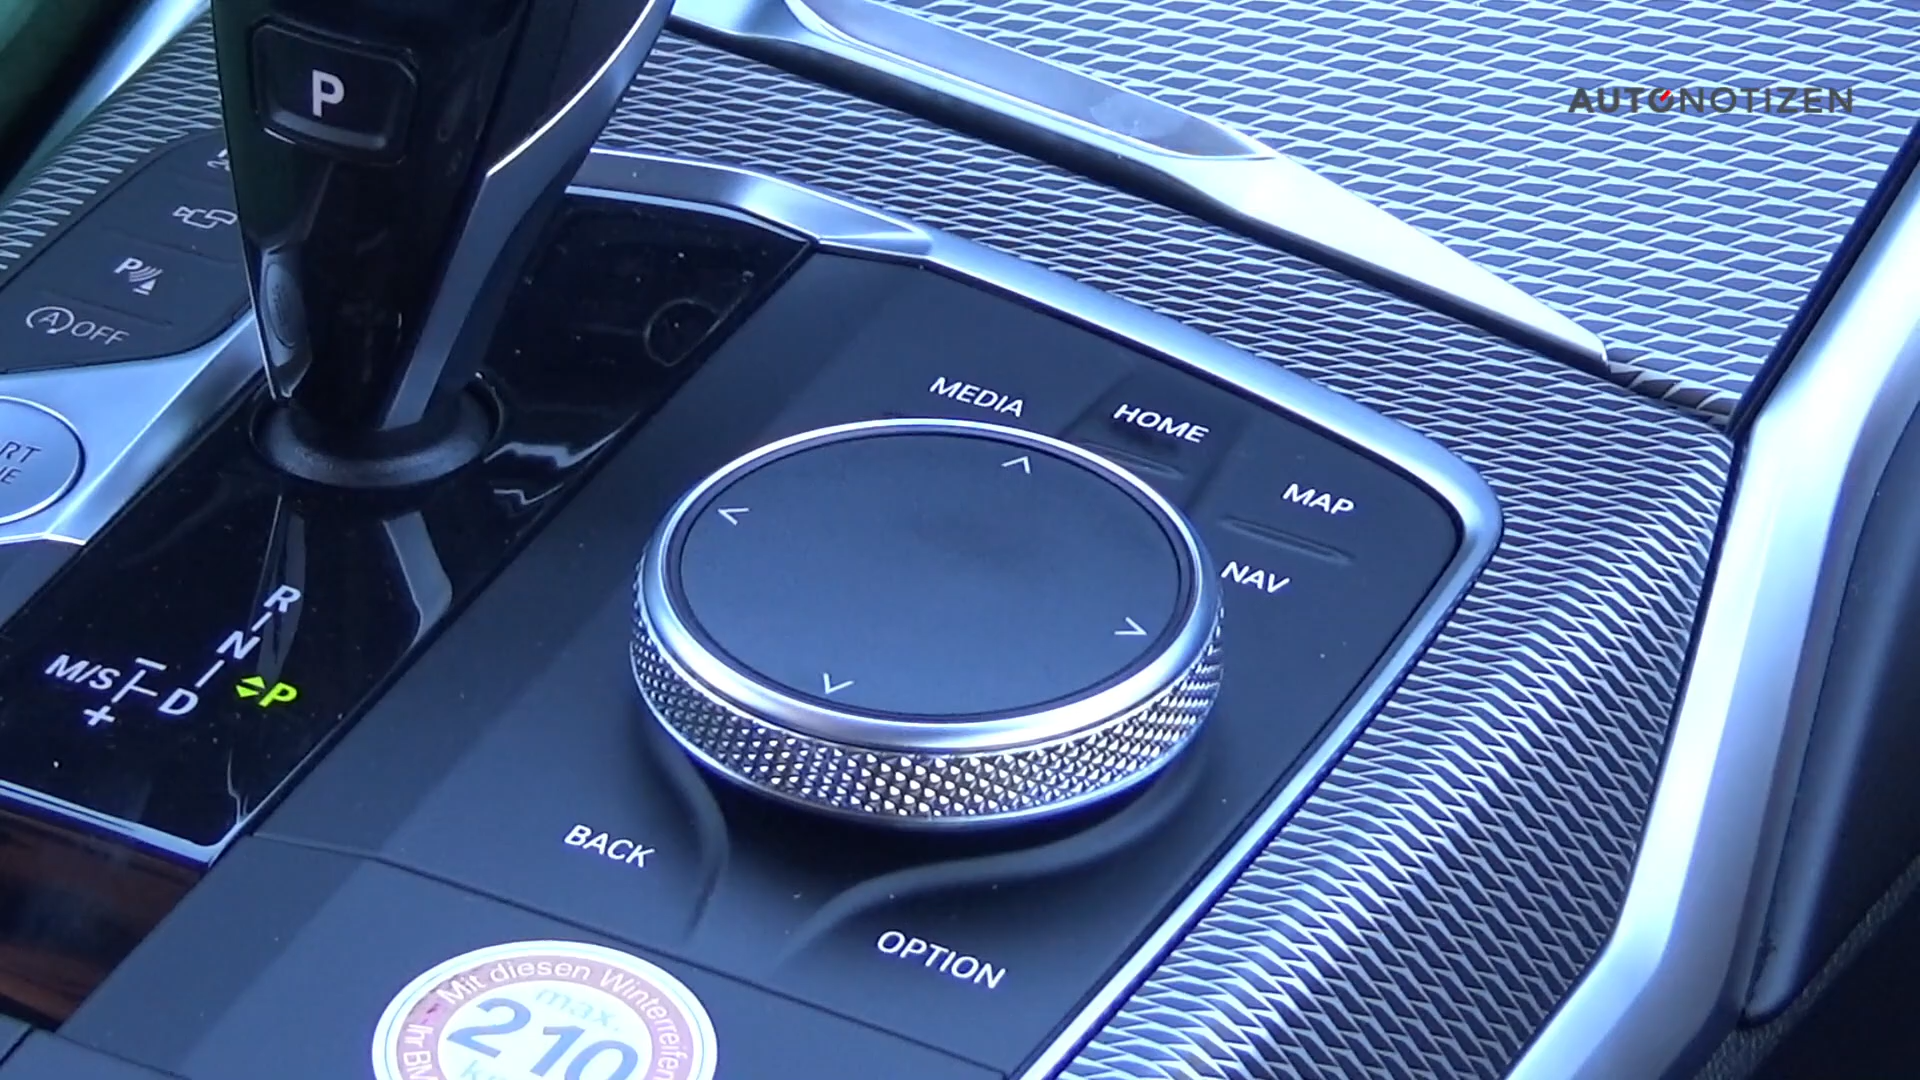 P
AUTONOTIZEN
P
OFF
MEDIA
HOME
MAP
NAV
R
N
M/S
D
P
+
BACK
OPTION
Mit diesen Winterreifen
max.
210